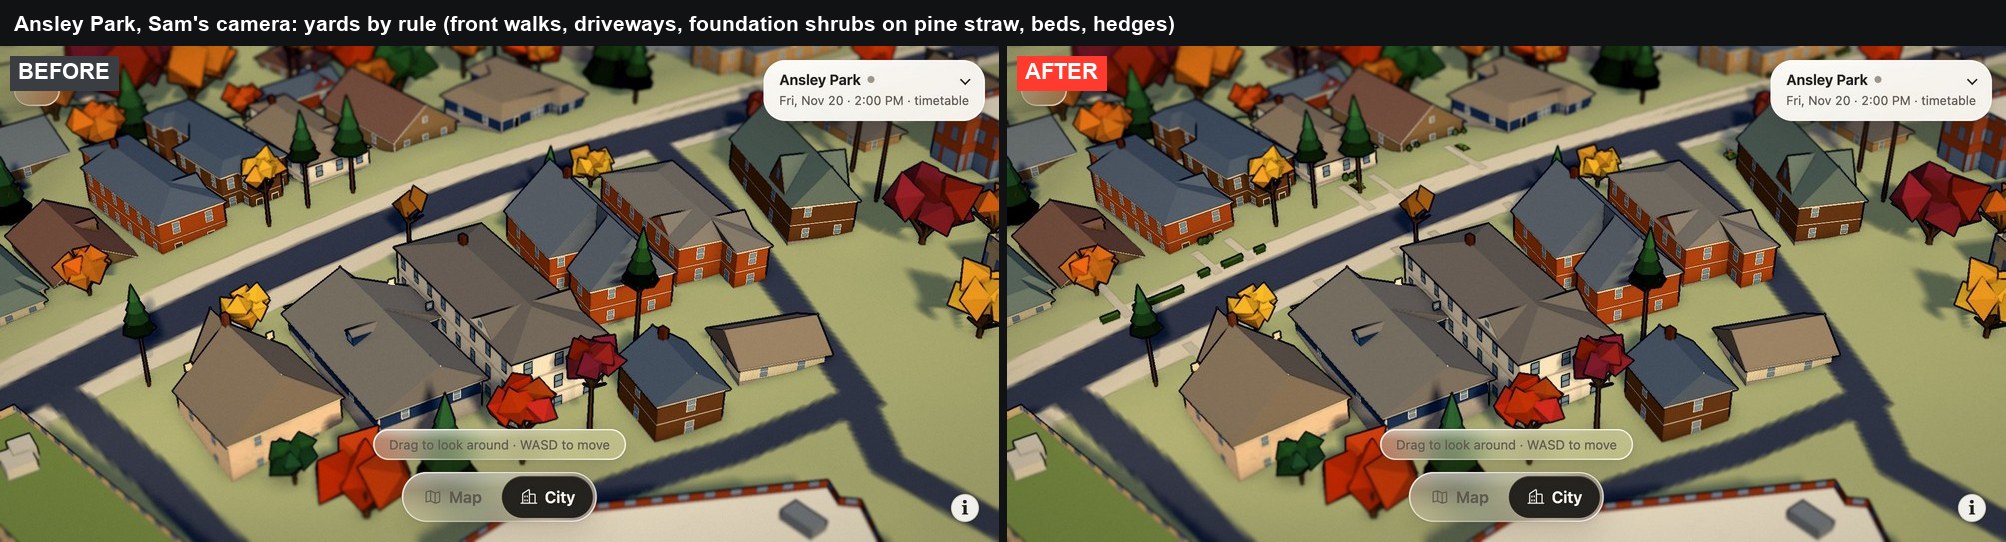 Ansley Park, Sam's camera: yards by rule (front walks, driveways, foundation shrubs on pine straw, beds, hedges)
BEFORE
Ansley Park
Fri, Nov 20 · 2:00 PM · timetable
Drag to look around · WASD to move
Map
City
i
AFTER
Ansley Park
Fri, Nov 20 · 2:00 PM · timetable
Drag to look around · WASD to move
Map
City
i